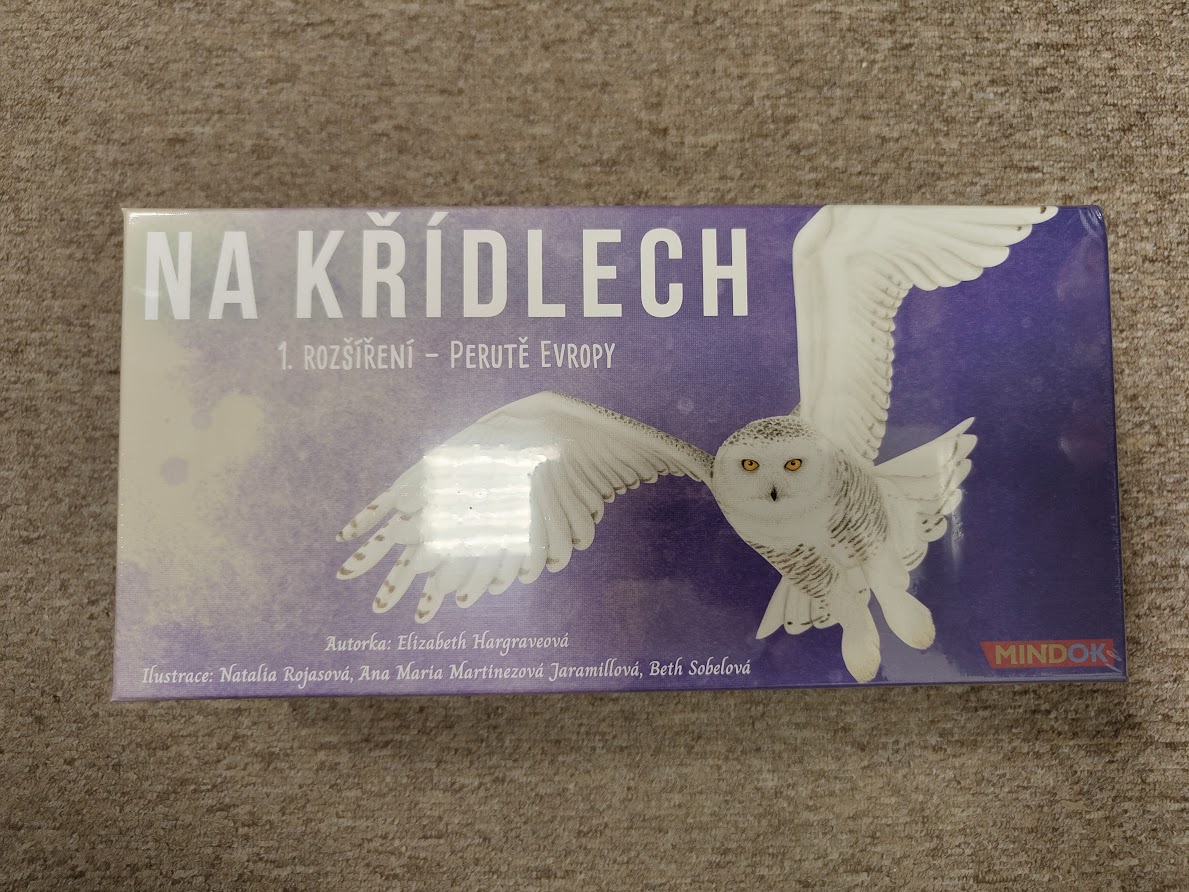 NA KŘÍDLECH
1. ROZŠÍŘENÍ – PERUTĚ EVROPY
Autorka: Elizabeth Hargraveová
Ilustrace: Natalia Rojasová, Ana Maria Martinezová Jaramillová, Beth Sobelová
MINDOK